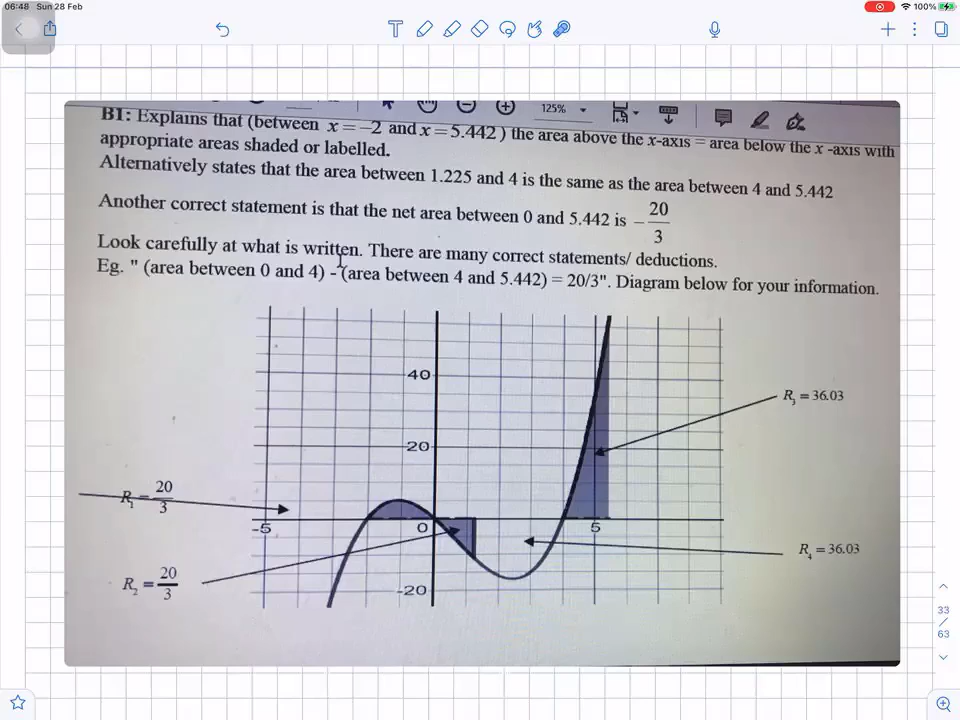 06:48 Sun 28 Feb
100%
125%
B1: Explains that (between x = −2 and x = 5.442 ) the area above the x-axis = area below the x -axis with
appropriate areas shaded or labelled.
Alternatively states that the area between 1.225 and 4 is the same as the area between 4 and 5.442
Another correct statement is that the net area between 0 and 5.442 is −20/3
Look carefully at what is written. There are many correct statements/ deductions.
Eg. " (area between 0 and 4) - (area between 4 and 5.442) = 20/3". Diagram below for your information.
40
R₃ = 36.03
20
R₁ = 20/3
-5
0
5
R₄ = 36.03
R₂ = 20/3
-20
33
/
63